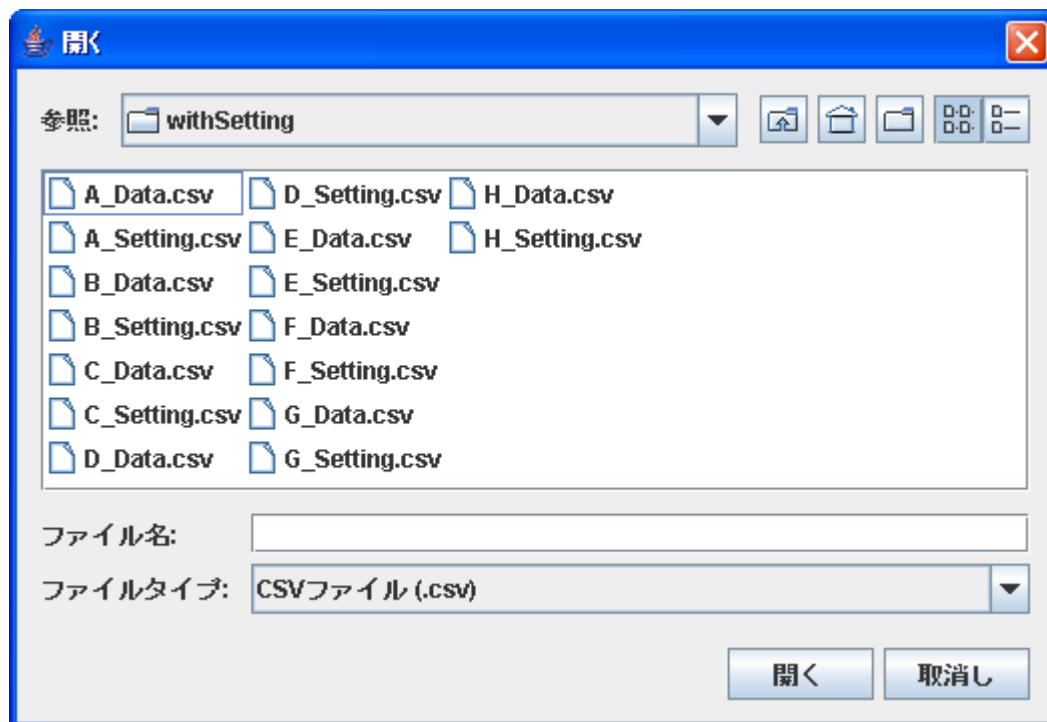 開く
参照: withSetting
A_Data.csv D_Setting.csv H_Data.csv
A_Setting.csv E_Data.csv H_Setting.csv
B_Data.csv E_Setting.csv
B_Setting.csv F_Data.csv
C_Data.csv F_Setting.csv
C_Setting.csv G_Data.csv
D_Data.csv G_Setting.csv
ファイル名:
ファイルタイプ: CSVファイル (.csv)
開く 取消し